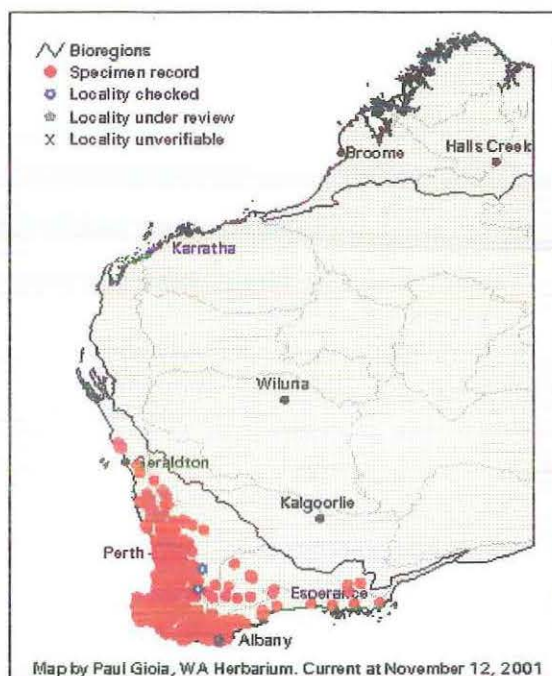 Bioregions
Specimen record
Locality checked
Locality under review
x Locality unverifiable
Broome
Halls Creek
Karratha
Wiluna
Geraldton
Kalgoorlie
Perth
Esperance
Albany
Map by Paul Gioia, WA Herbarium. Current at November 12, 2001